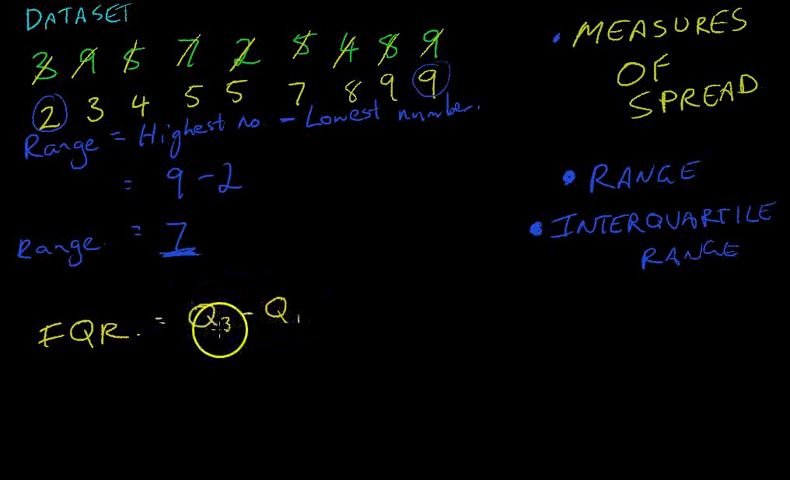 DATASET
3 9 5 7 2 5 4 8 9
2 3 4 5 5 7 8 9 9
Range = Highest no. - Lowest number.
= 9 - 2
Range = 7
IQR. = Q3 - Q1
• MEASURES
OF
SPREAD
• RANGE
• INTERQUARTILE
RANGE